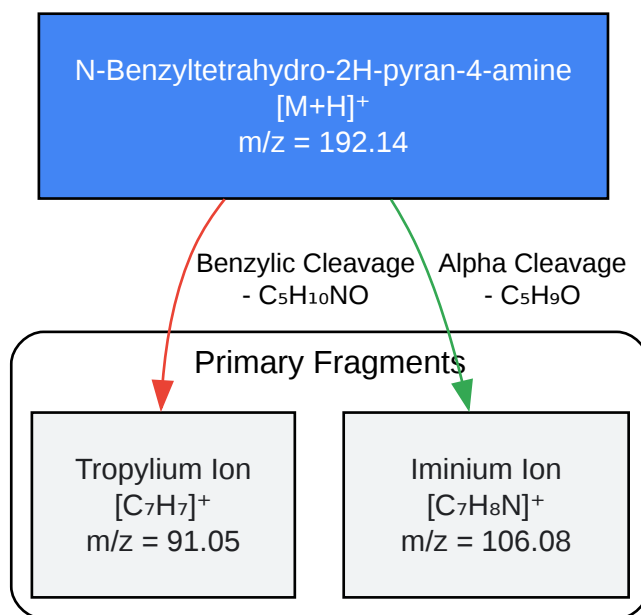 N-Benzyltetrahydro-2H-pyran-4-amine
[M+H]⁺
m/z = 192.14
Benzylic Cleavage
- C₅H₁₀NO
Alpha Cleavage
- C₅H₉O
Primary Fragments
Tropylium Ion
[C₇H₇]⁺
m/z = 91.05
Iminium Ion
[C₇H₈N]⁺
m/z = 106.08